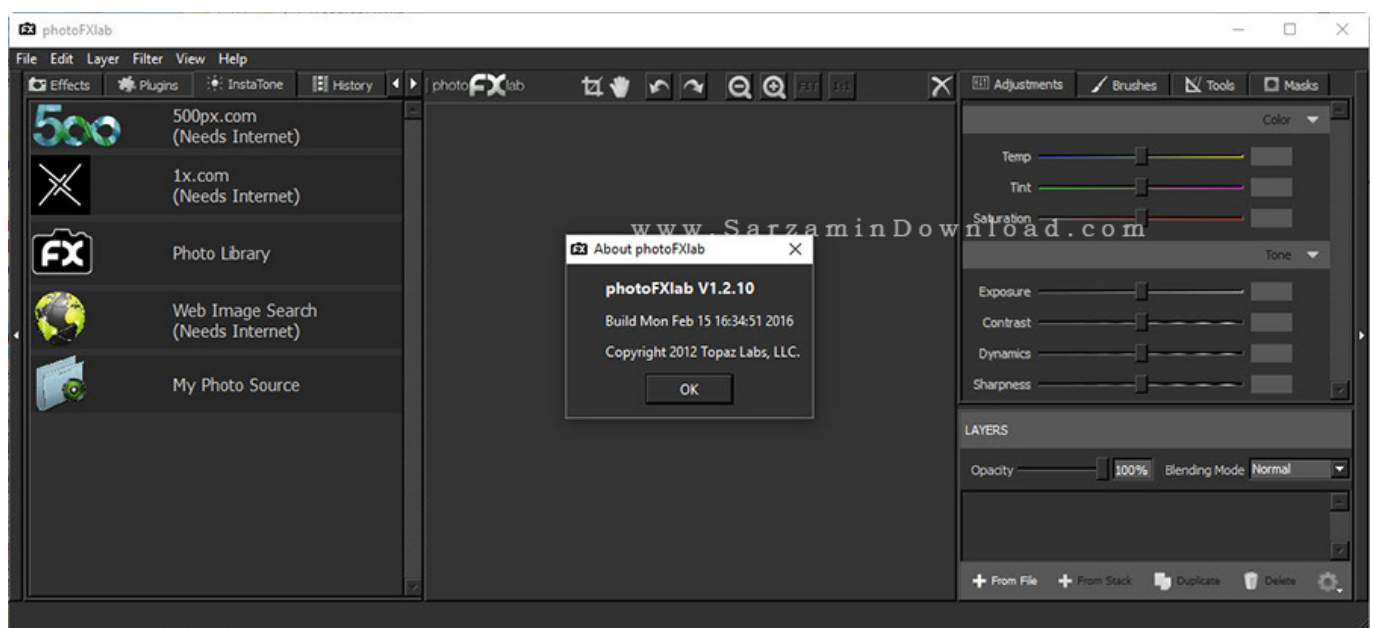 photoFXlab
File Edit Layer Filter View Help
Effects Plugins InstaTone History
photoFXlab
FIT 1:1
Adjustments Brushes Tools Masks
500px.com
(Needs Internet)
1x.com
(Needs Internet)
Photo Library
Web Image Search
(Needs Internet)
My Photo Source
www.SarzaminDownload.com
About photoFXlab
photoFXlab V1.2.10
Build Mon Feb 15 16:34:51 2016
Copyright 2012 Topaz Labs, LLC.
OK
Color
Temp
Tint
Saturation
Tone
Exposure
Contrast
Dynamics
Sharpness
LAYERS
Opacity 100% Blending Mode Normal
From File From Stack Duplicate Delete